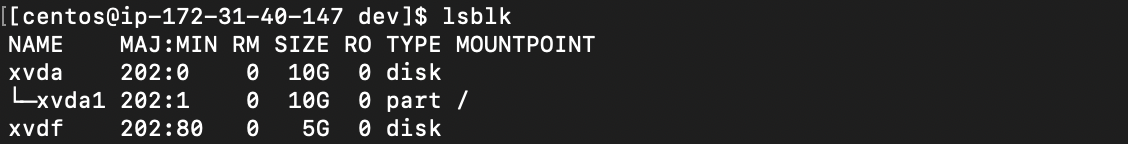 [[centos@ip-172-31-40-147 dev]$ lsblk
NAME    MAJ:MIN RM SIZE RO TYPE MOUNTPOINT
xvda    202:0    0  10G  0 disk
└─xvda1 202:1    0  10G  0 part /
xvdf    202:80   0   5G  0 disk